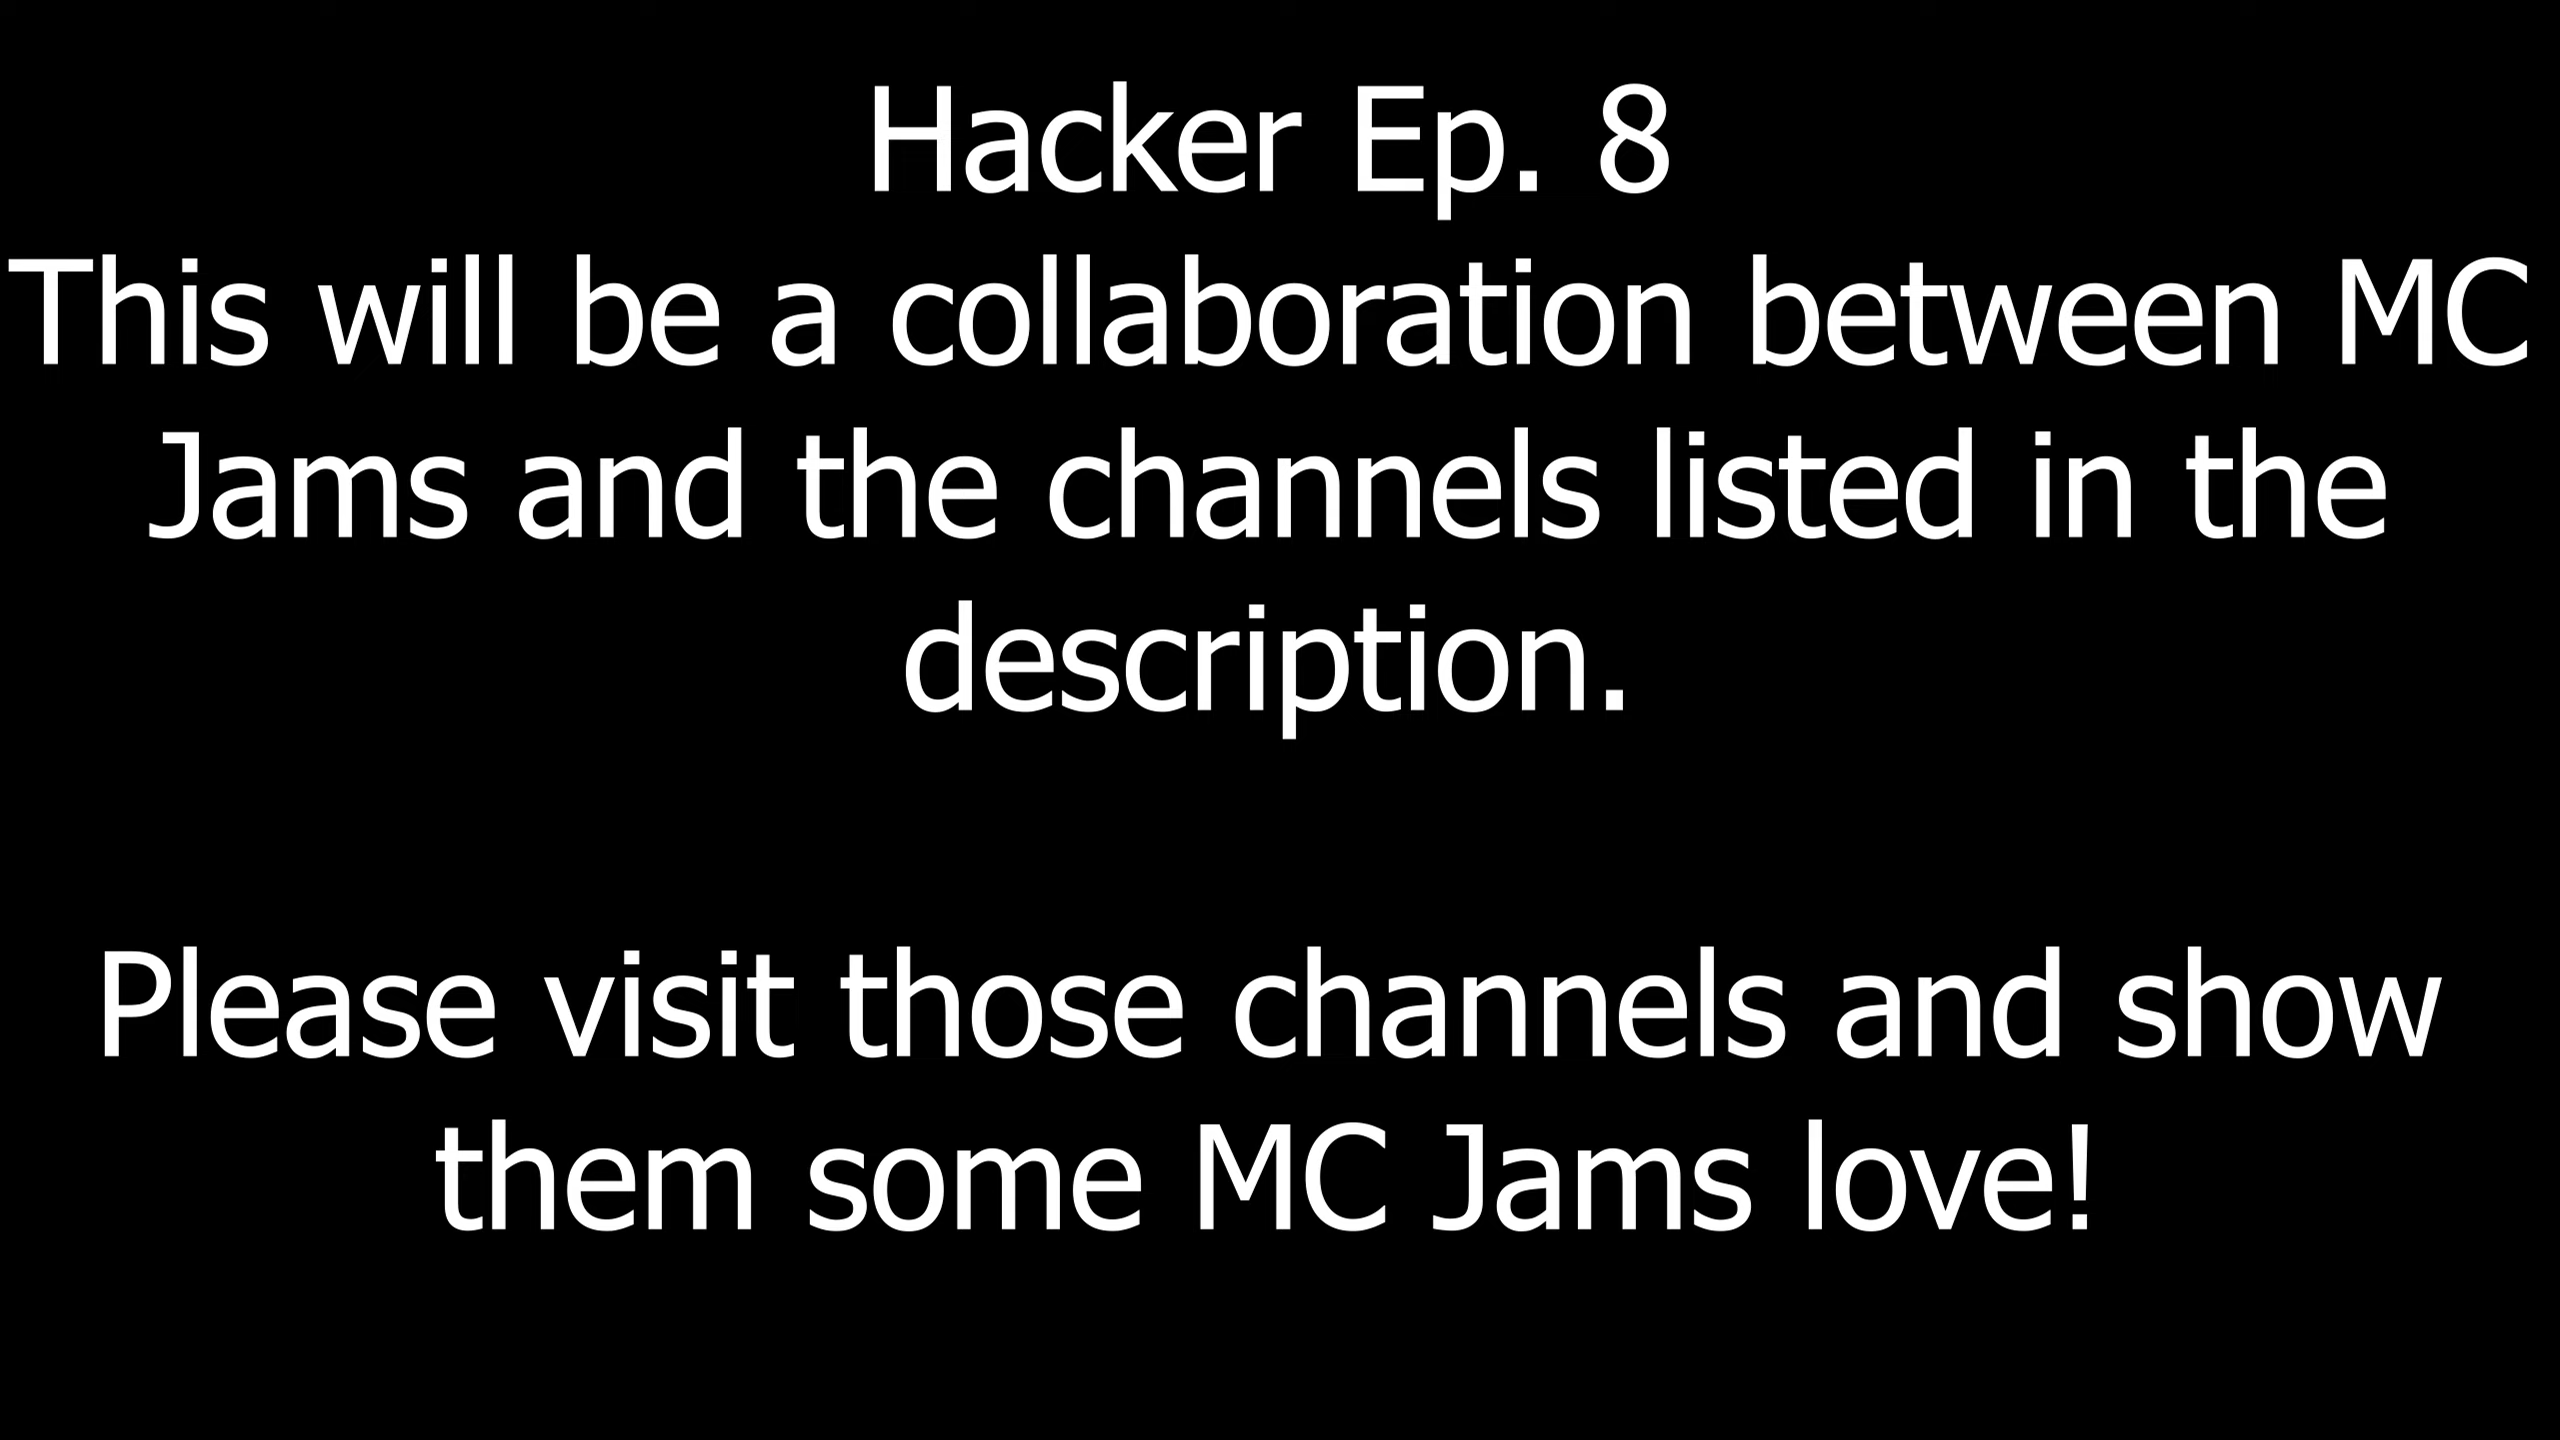 Hacker Ep. 8
This will be a collaboration between MC
Jams and the channels listed in the
description.
Please visit those channels and show
them some MC Jams love!